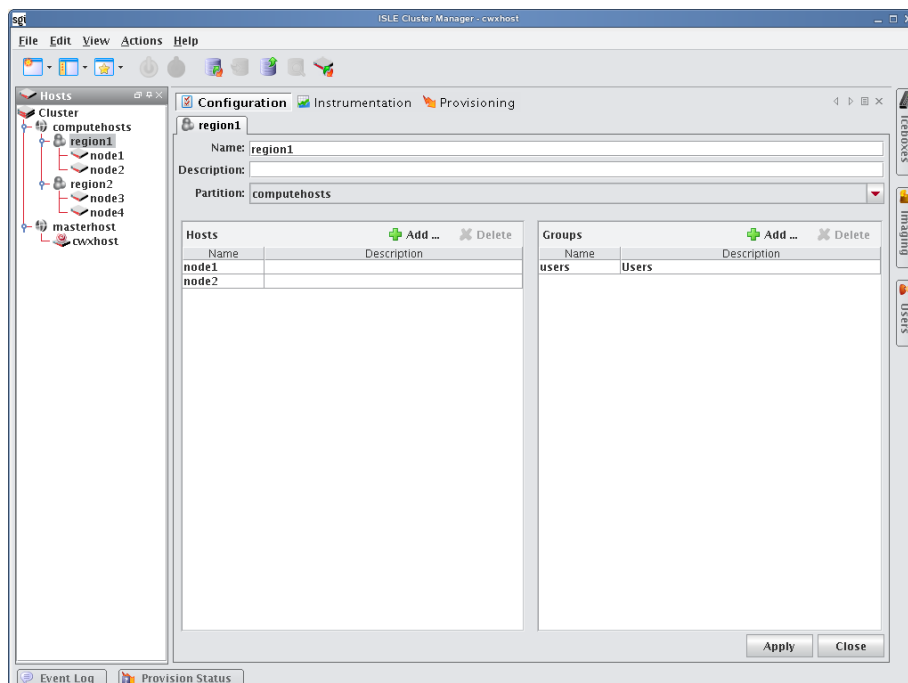 sgi ISLE Cluster Manager - cwxhost
File Edit View Actions Help
Hosts
Cluster
computehosts
region1
node1
node2
region2
node3
node4
masterhost
cwxhost
Configuration Instrumentation Provisioning
region1
Name: region1
Description:
Partition: computehosts
Hosts Add ... Delete
Name Description
node1
node2
Groups Add ... Delete
Name Description
users Users
Apply Close
Iceboxes
Imaging
Users
Event Log Provision Status